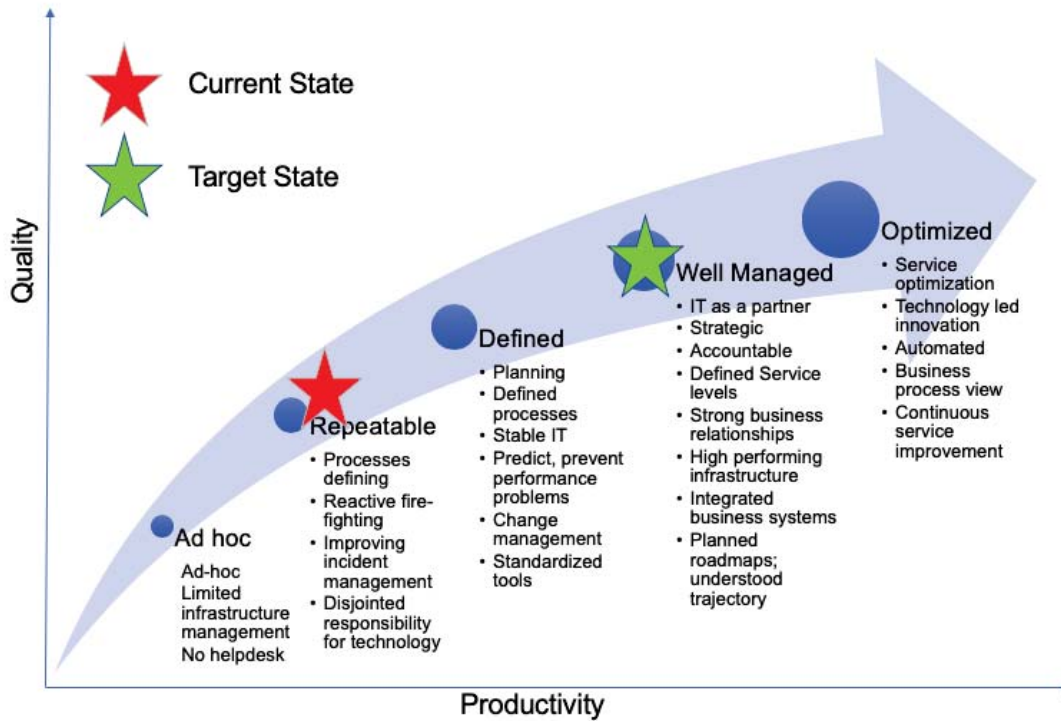 Current State
Target State
Quality
Productivity
Ad hoc
Ad-hoc
Limited
infrastructure
management
No helpdesk
Repeatable
• Processes
defining
• Reactive fire-
fighting
• Improving
incident
management
• Disjointed
responsibility
for technology
Defined
• Planning
• Defined
processes
• Stable IT
• Predict, prevent
performance
problems
• Change
management
• Standardized
tools
Well Managed
• IT as a partner
• Strategic
• Accountable
• Defined Service
levels
• Strong business
relationships
• High performing
infrastructure
• Integrated
business systems
• Planned
roadmaps;
understood
trajectory
Optimized
• Service
optimization
• Technology led
innovation
• Automated
• Business
process view
• Continuous
service
improvement